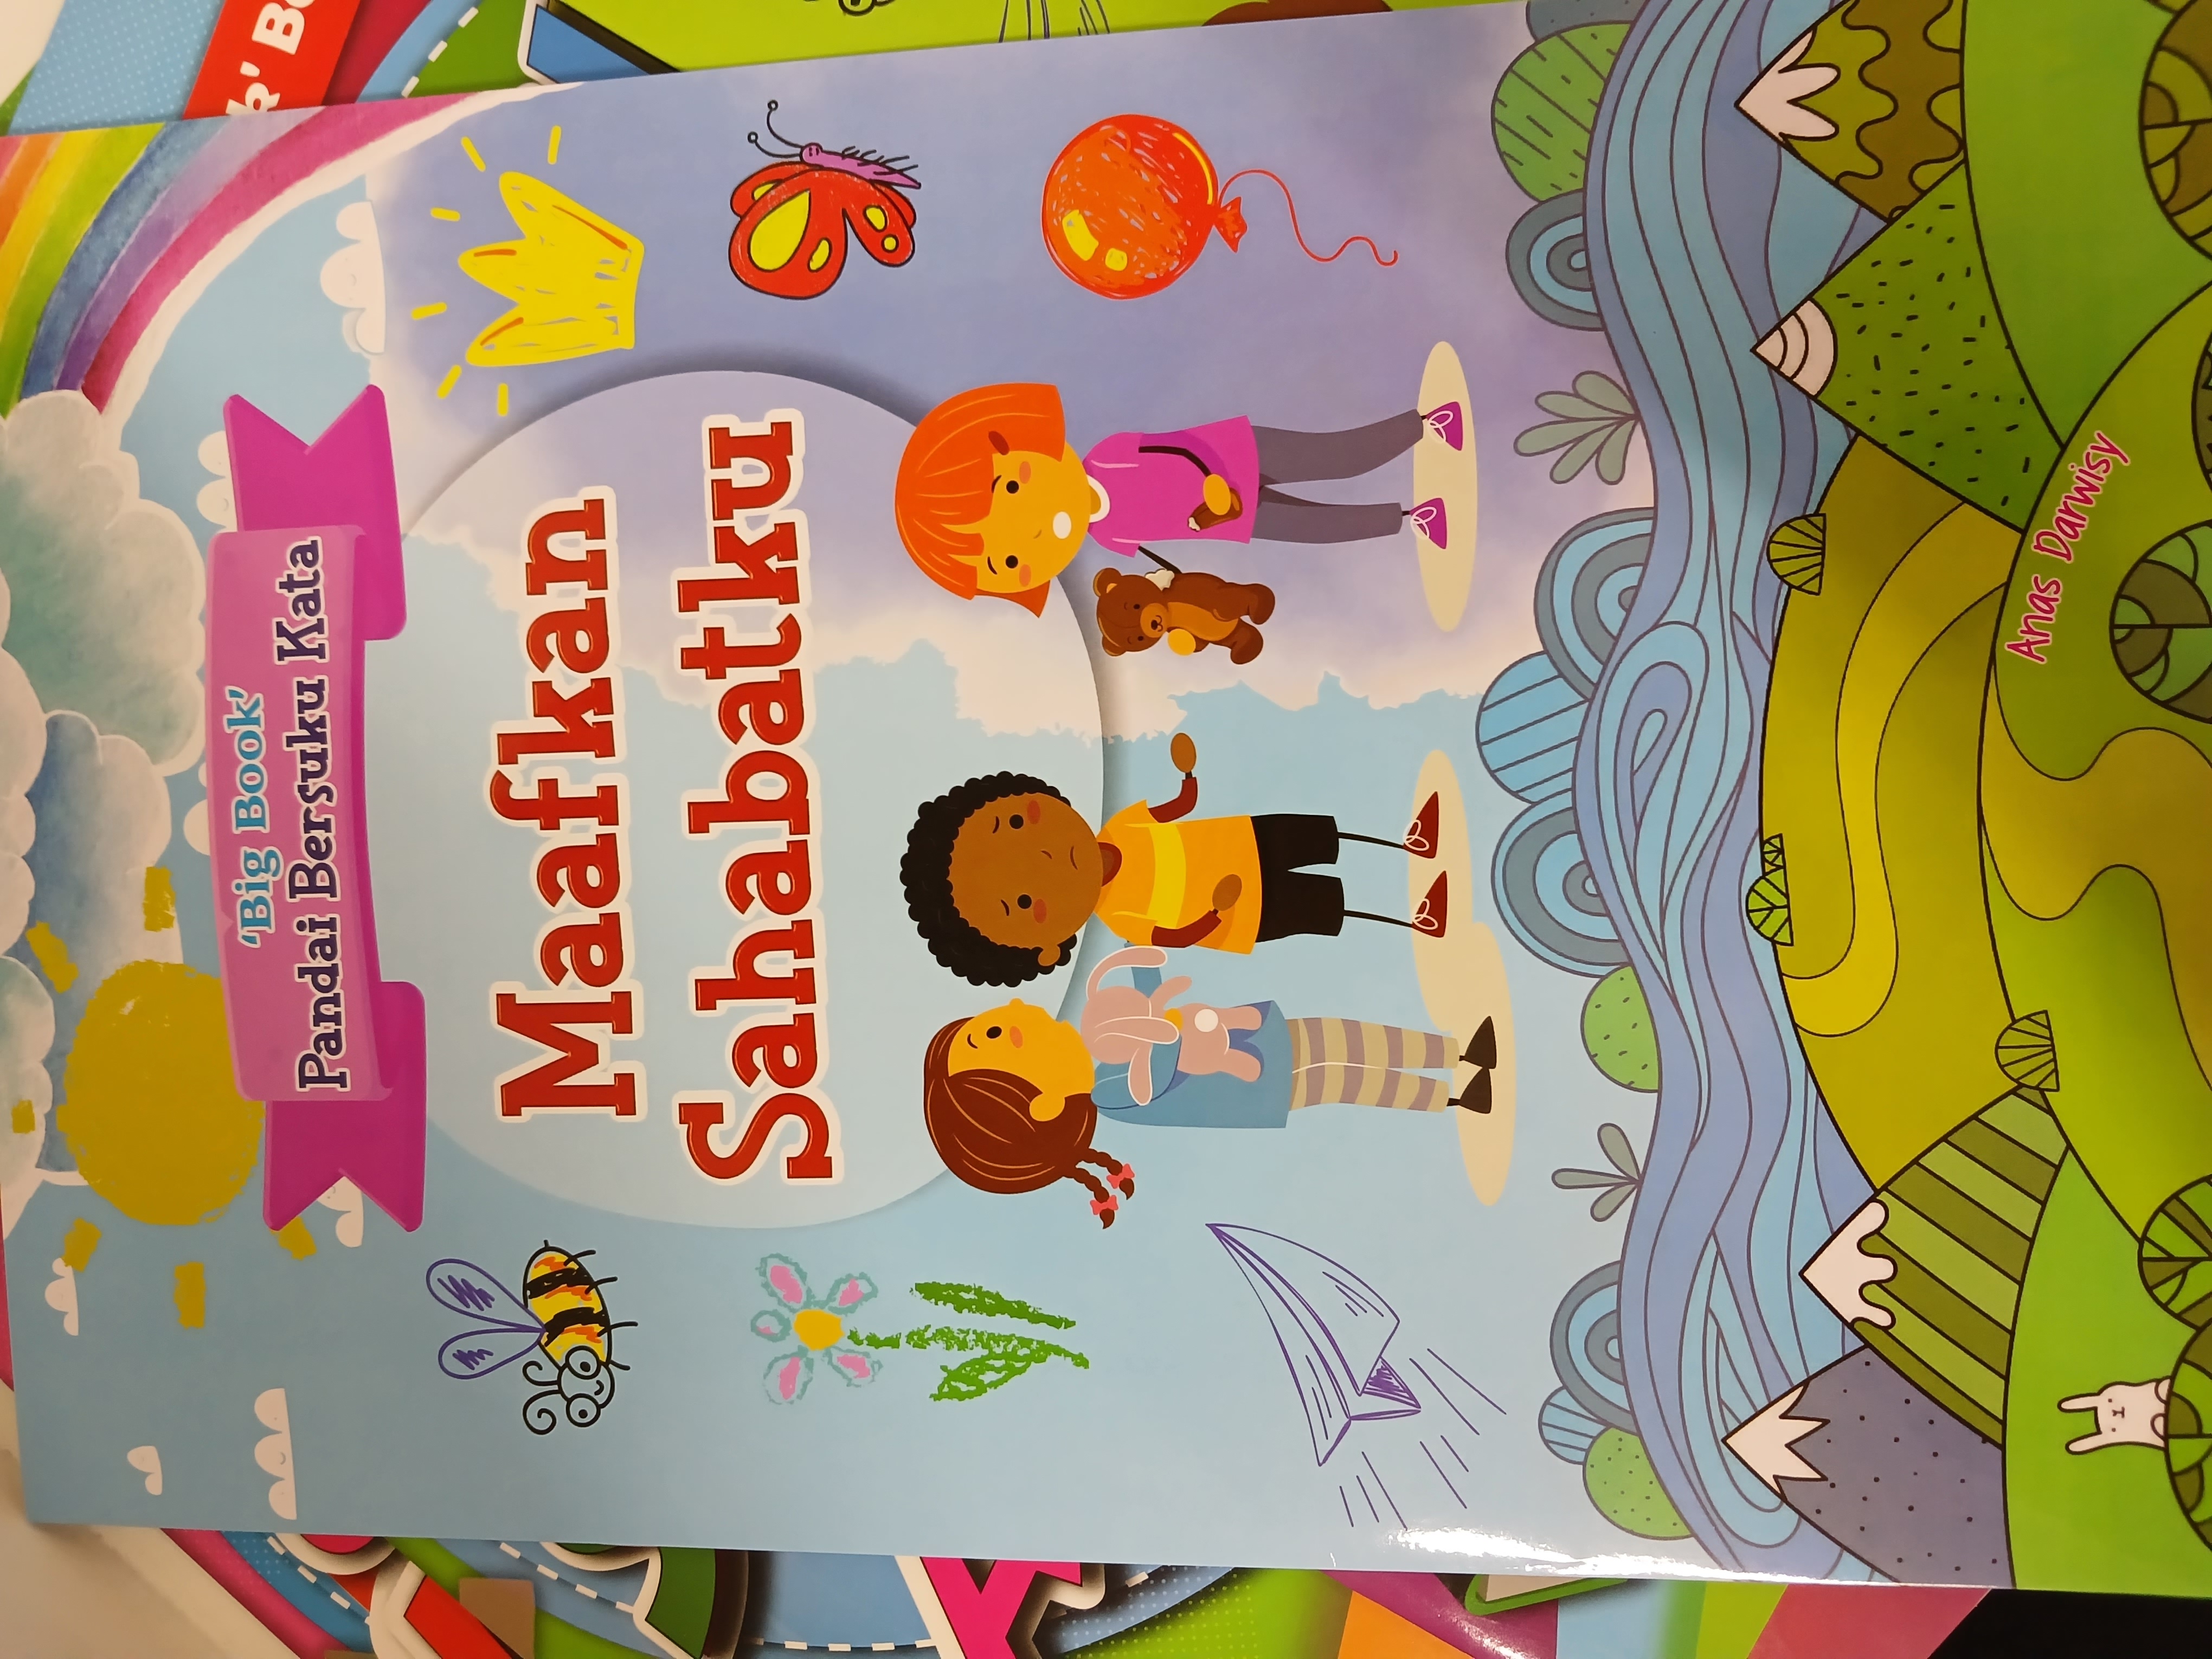 'Big Book'
Pandai Bersuku Kata
Maafkan
Sahabatku
Anas Darwisy